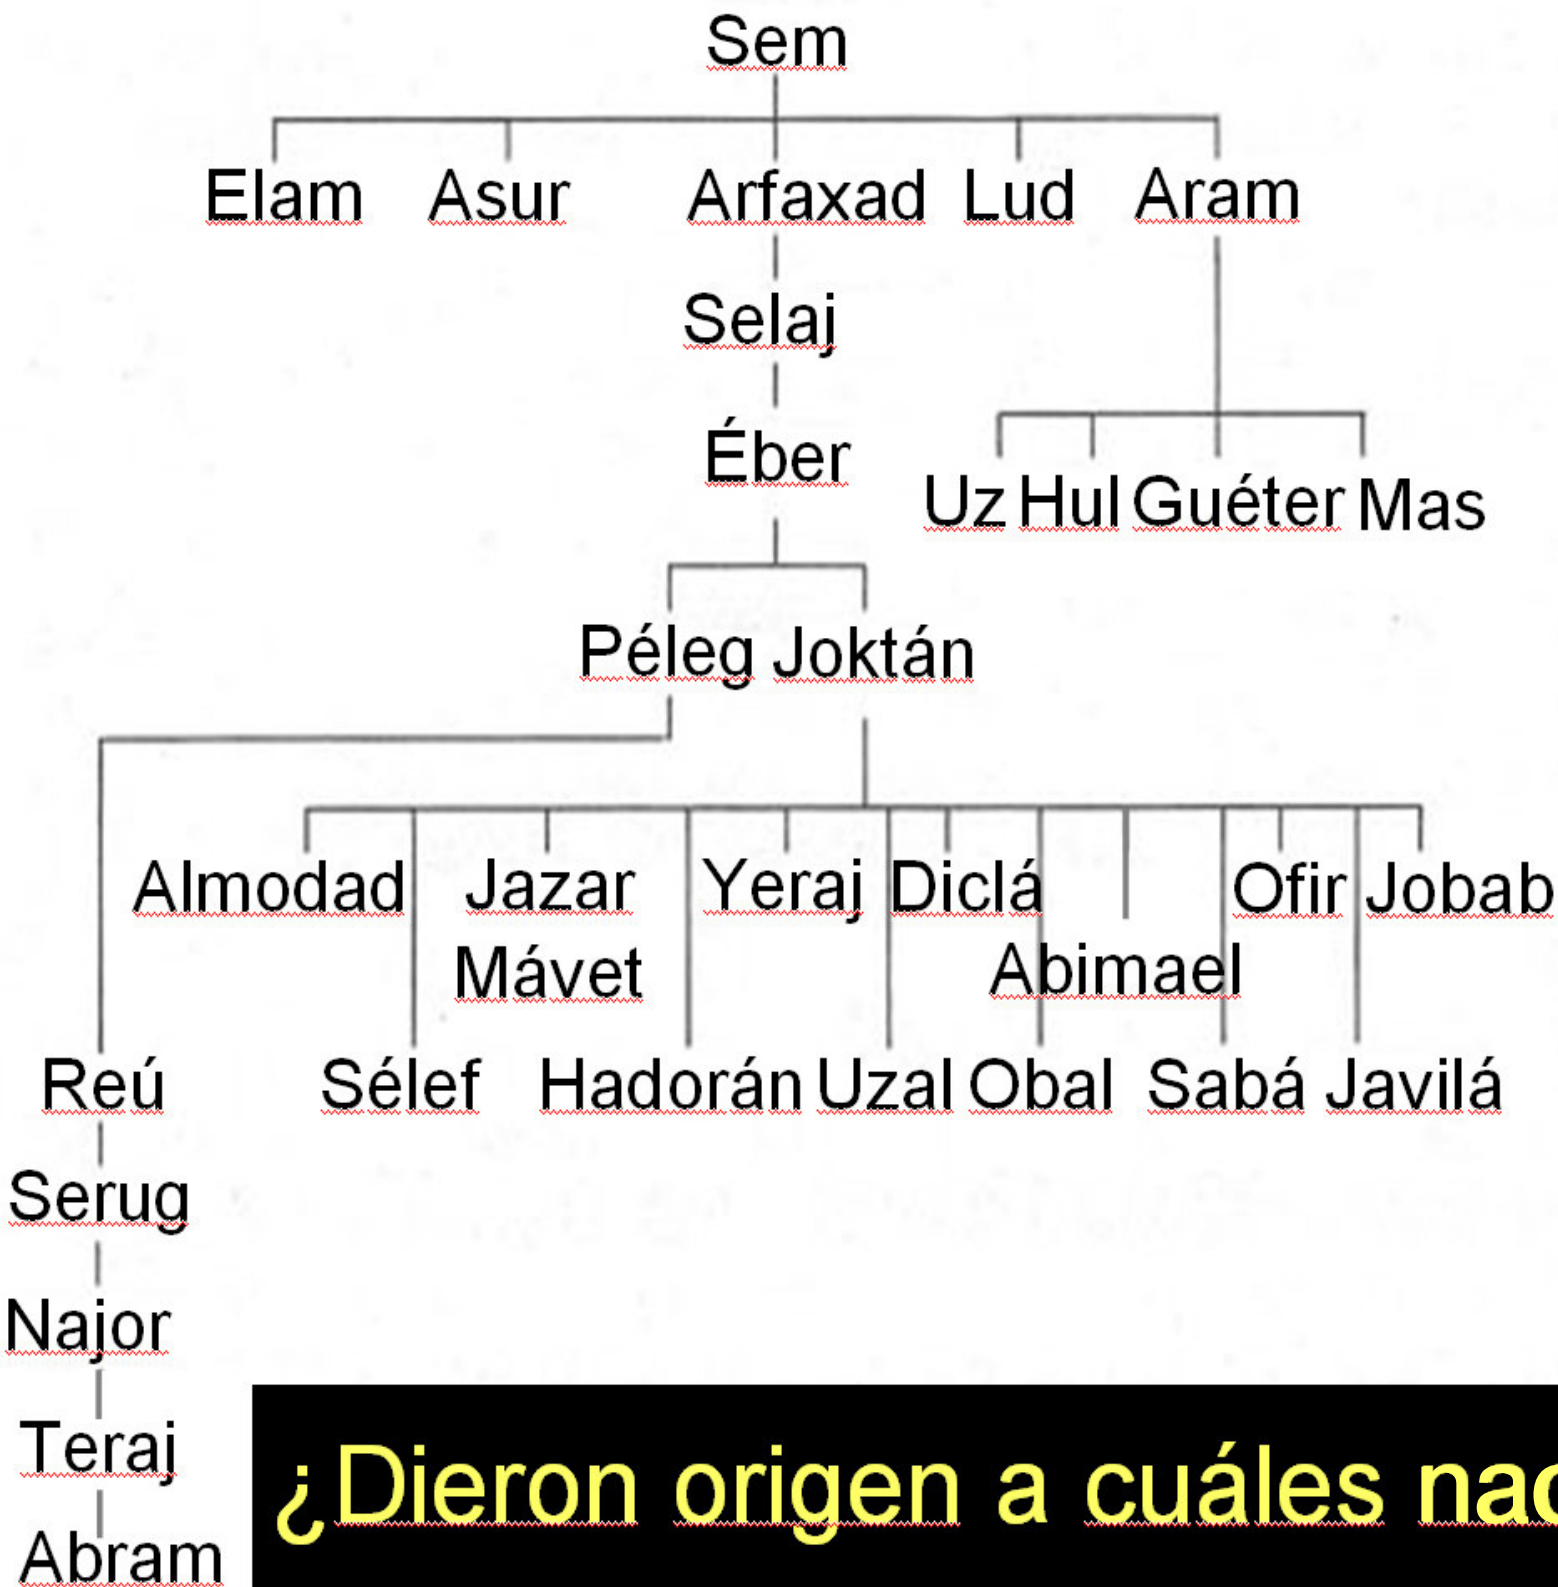 Sem
Elam Asur Arfaxad Lud Aram
Selaj
Éber
Uz Hul Guéter Mas
Péleg Joktán
Almodad Jazar Yeraj Diclá Ofir Jobab
Mávet Abimael
Reú Sélef Hadorán Uzal Obal Sabá Javilá
Serug
Najor
Teraj
Abram
¿Dieron origen a cuáles nac